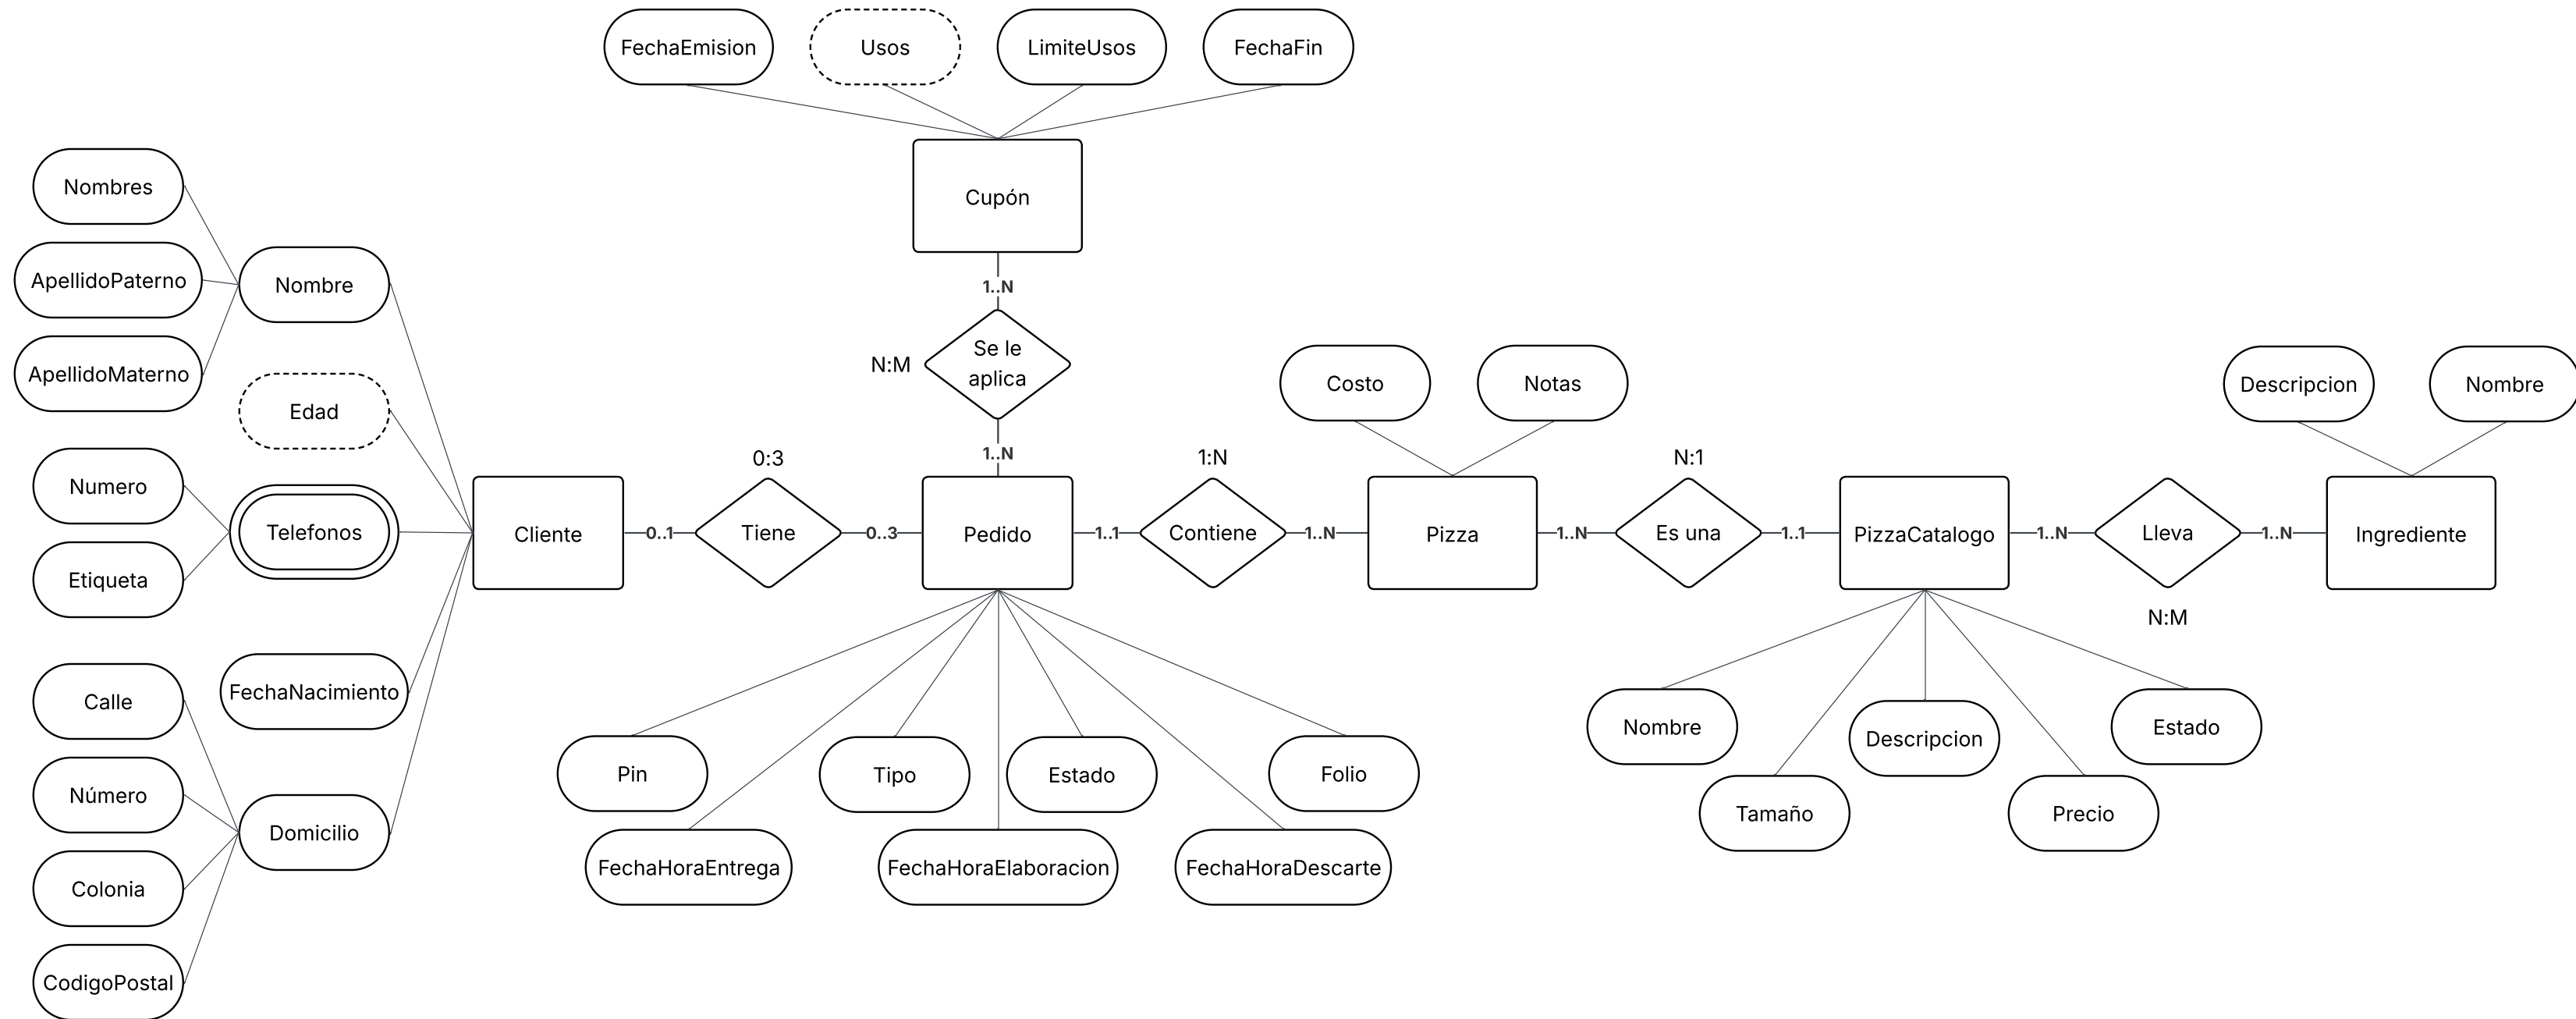 FechaEmision
Usos
LimiteUsos
FechaFin
Cupón
Nombres
ApellidoPaterno
ApellidoMaterno
Nombre
Edad
Numero
Etiqueta
Telefonos
FechaNacimiento
Calle
Número
Colonia
CodigoPostal
Domicilio
1..N
N:M
Se le
aplica
1..N
Cliente
0..1
0:3
Tiene
0..3
Pedido
1..1
1:N
Contiene
1..N
Costo
Notas
Pizza
1..N
N:1
Es una
1..1
PizzaCatalogo
1..N
Lleva
N:M
1..N
Descripcion
Nombre
Ingrediente
Pin
Tipo
Estado
Folio
FechaHoraEntrega
FechaHoraElaboracion
FechaHoraDescarte
Nombre
Descripcion
Estado
Tamaño
Precio